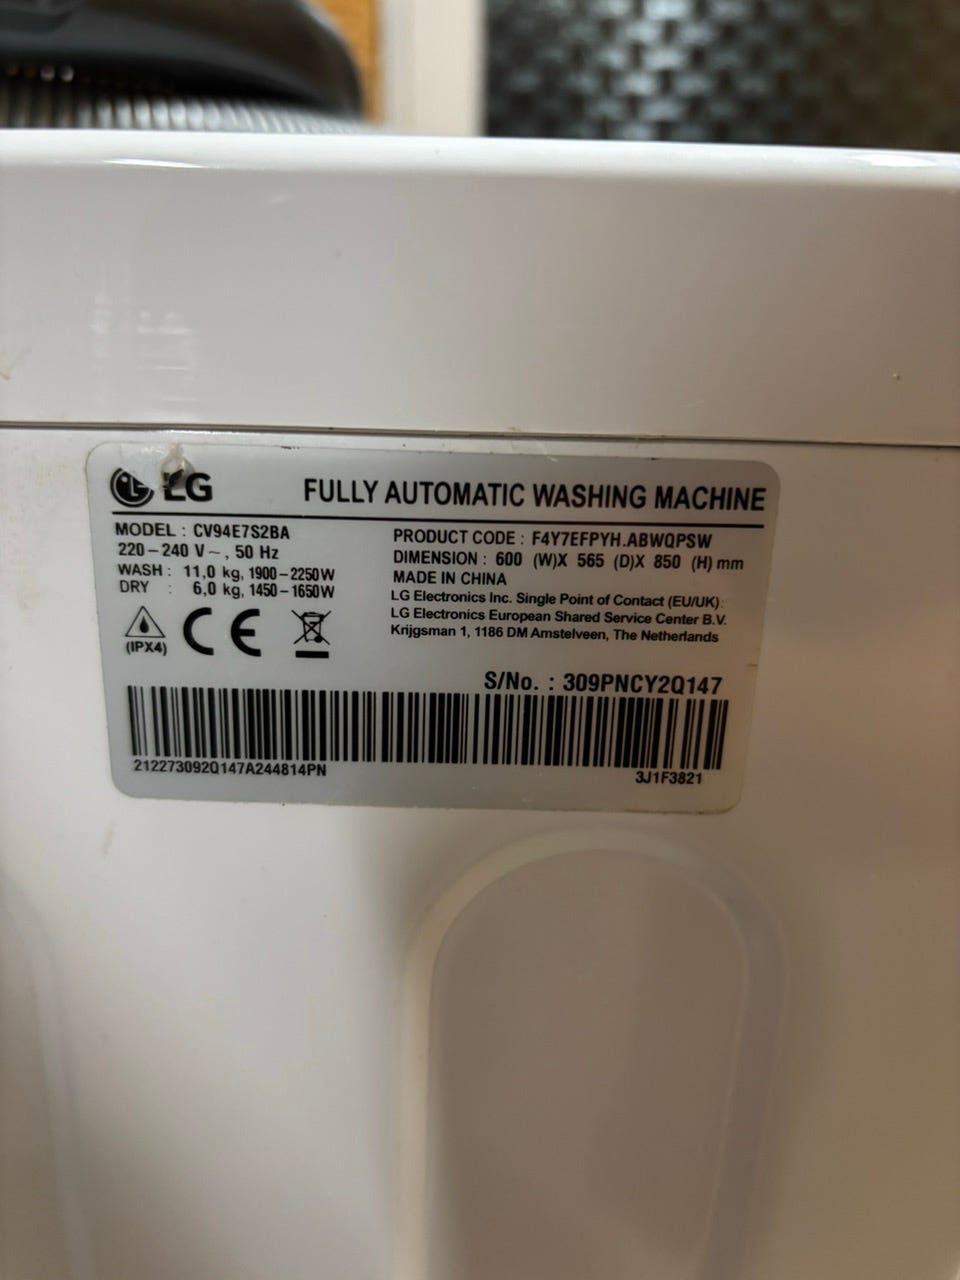 LG
FULLY AUTOMATIC WASHING MACHINE
MODEL : CV94E7S2BA
220-240 V~, 50 Hz
WASH : 11,0 kg, 1900-2250W
DRY : 6,0 kg, 1450-1650W
(IPX4)
CE
PRODUCT CODE : F4Y7EFPYH.ABWQPSW
DIMENSION : 600 (W)X 565 (D)X 850 (H) mm
MADE IN CHINA
LG Electronics Inc. Single Point of Contact (EU/UK):
LG Electronics European Shared Service Center B.V.
Krijgsman 1, 1186 DM Amstelveen, The Netherlands
S/No. : 309PNCY2Q147
212273092Q147A244814PN
3J1F3821